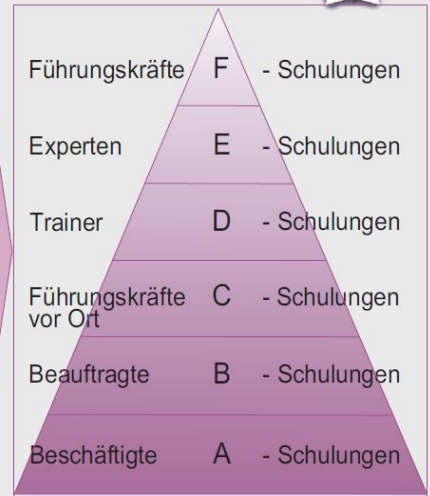 Führungskräfte F - Schulungen
Experten E - Schulungen
Trainer D - Schulungen
Führungskräfte C - Schulungen
vor Ort
Beauftragte B - Schulungen
Beschäftigte A - Schulungen